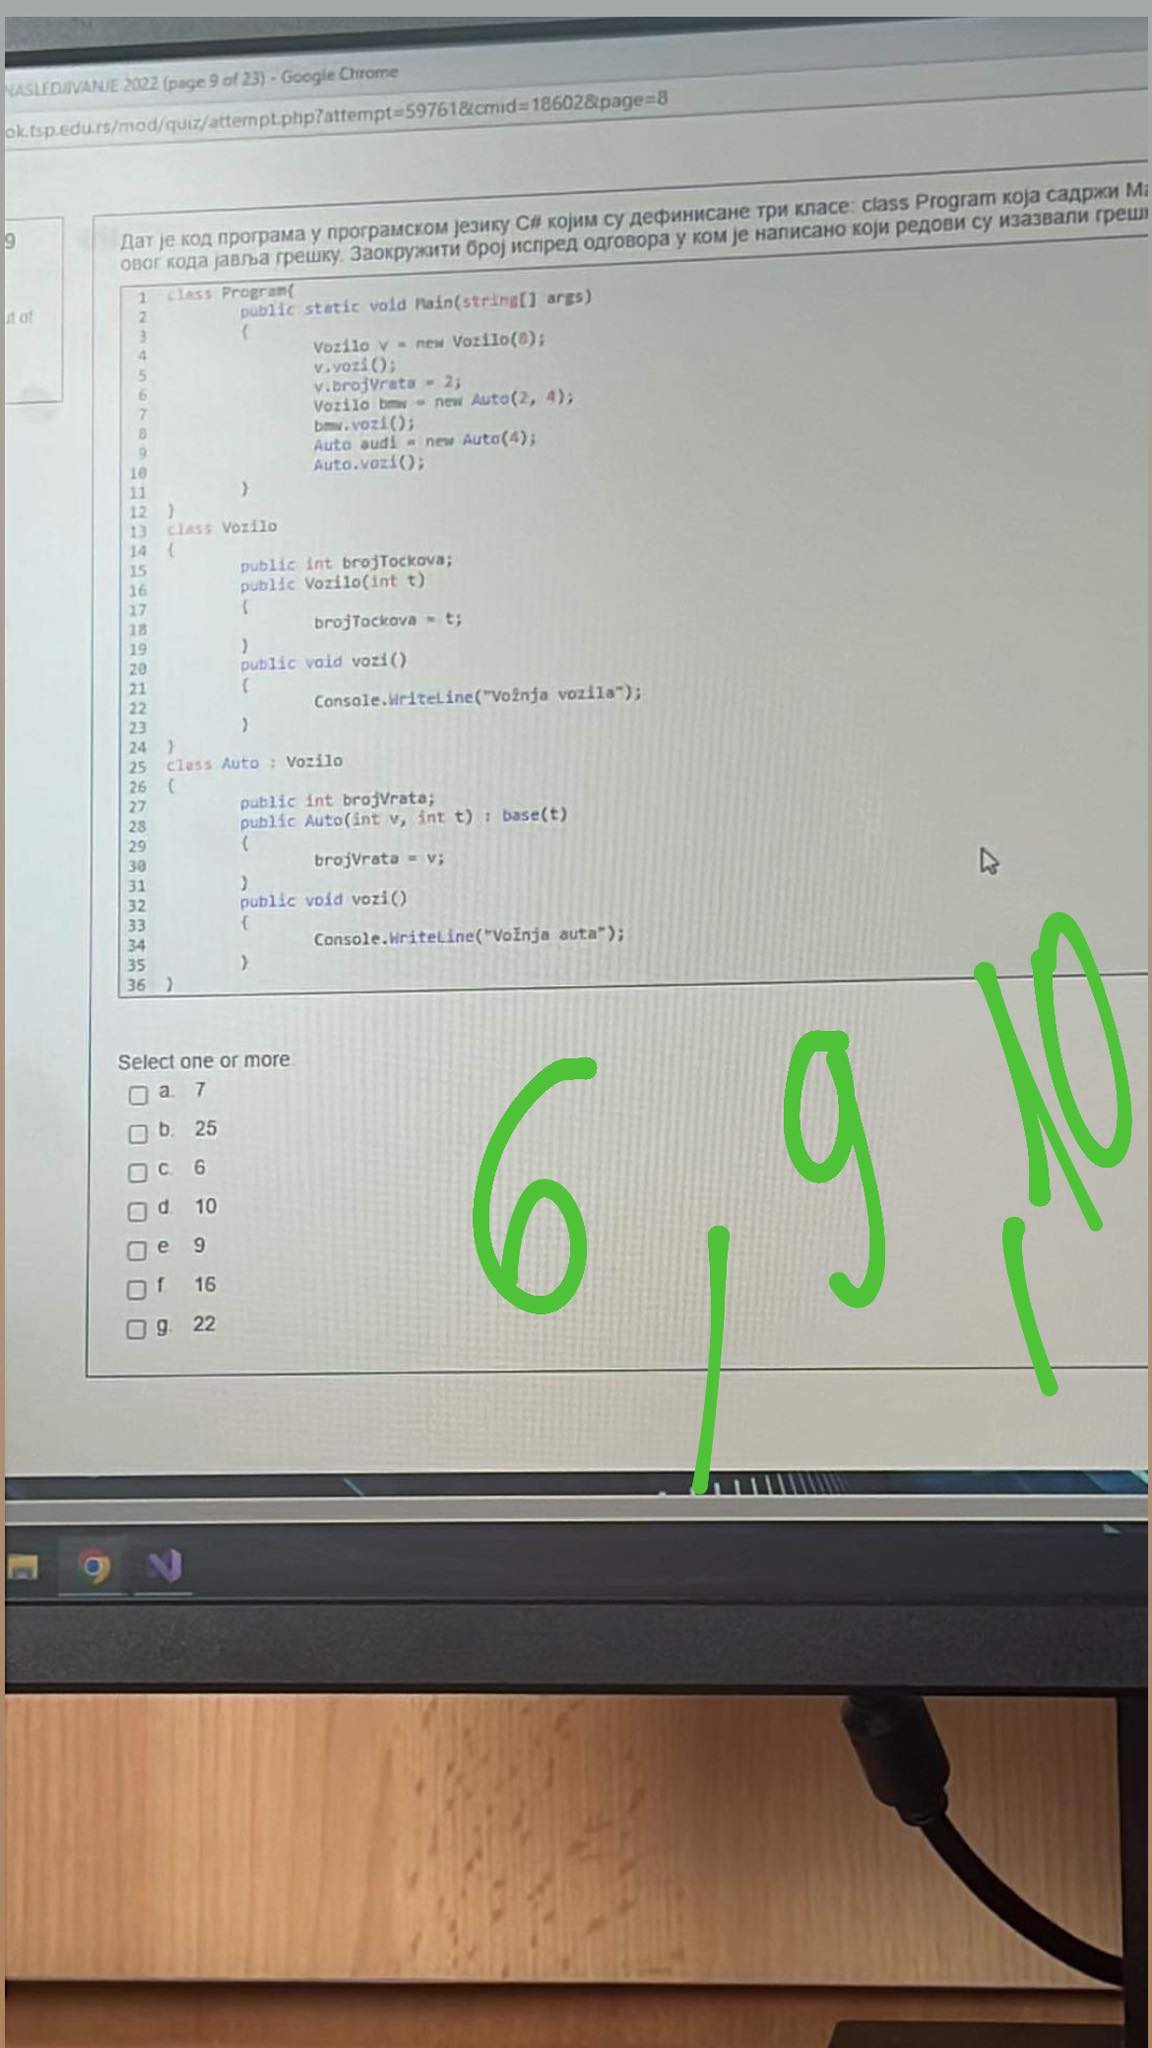 NASLEDJIVANJE 2022 (page 9 of 23) - Google Chrome
ok.tsp.edu.rs/mod/quiz/attempt.php?attempt=59761&cmid=18602&page=8
9
ut of
Дат је код програма у програмском језику C# којим су дефинисане три класе: class Program која садржи
овог кода јавља грешку. Заокружити број испред одговора у ком је написано који редови су изазвали
1 class Program{
2 public static void Main(string[] args)
3 {
4 Vozilo v = new Vozilo(8);
5 v.vozi();
6 v.brojVrata = 2;
7 Vozilo bmw = new Auto(2, 4);
8 bmw.vozi();
9 Auto audi = new Auto(4);
10 Auto.vozi();
11 }
12 }
13 class Vozilo
14 {
15 public int brojTockova;
16 public Vozilo(int t)
17 {
18 brojTockova = t;
19 }
20 public void vozi()
21 {
22 Console.WriteLine("Vožnja vozila");
23 }
24 }
25 class Auto : Vozilo
26 {
27 public int brojVrata;
28 public Auto(int v, int t) : base(t)
29 {
30 brojVrata = v;
31 }
32 public void vozi()
33 {
34 Console.WriteLine("Vožnja auta");
35 }
36 }
Select one or more
a. 7
b. 25
c. 6
d. 10
e 9
f 16
g. 22
6, 9, 10